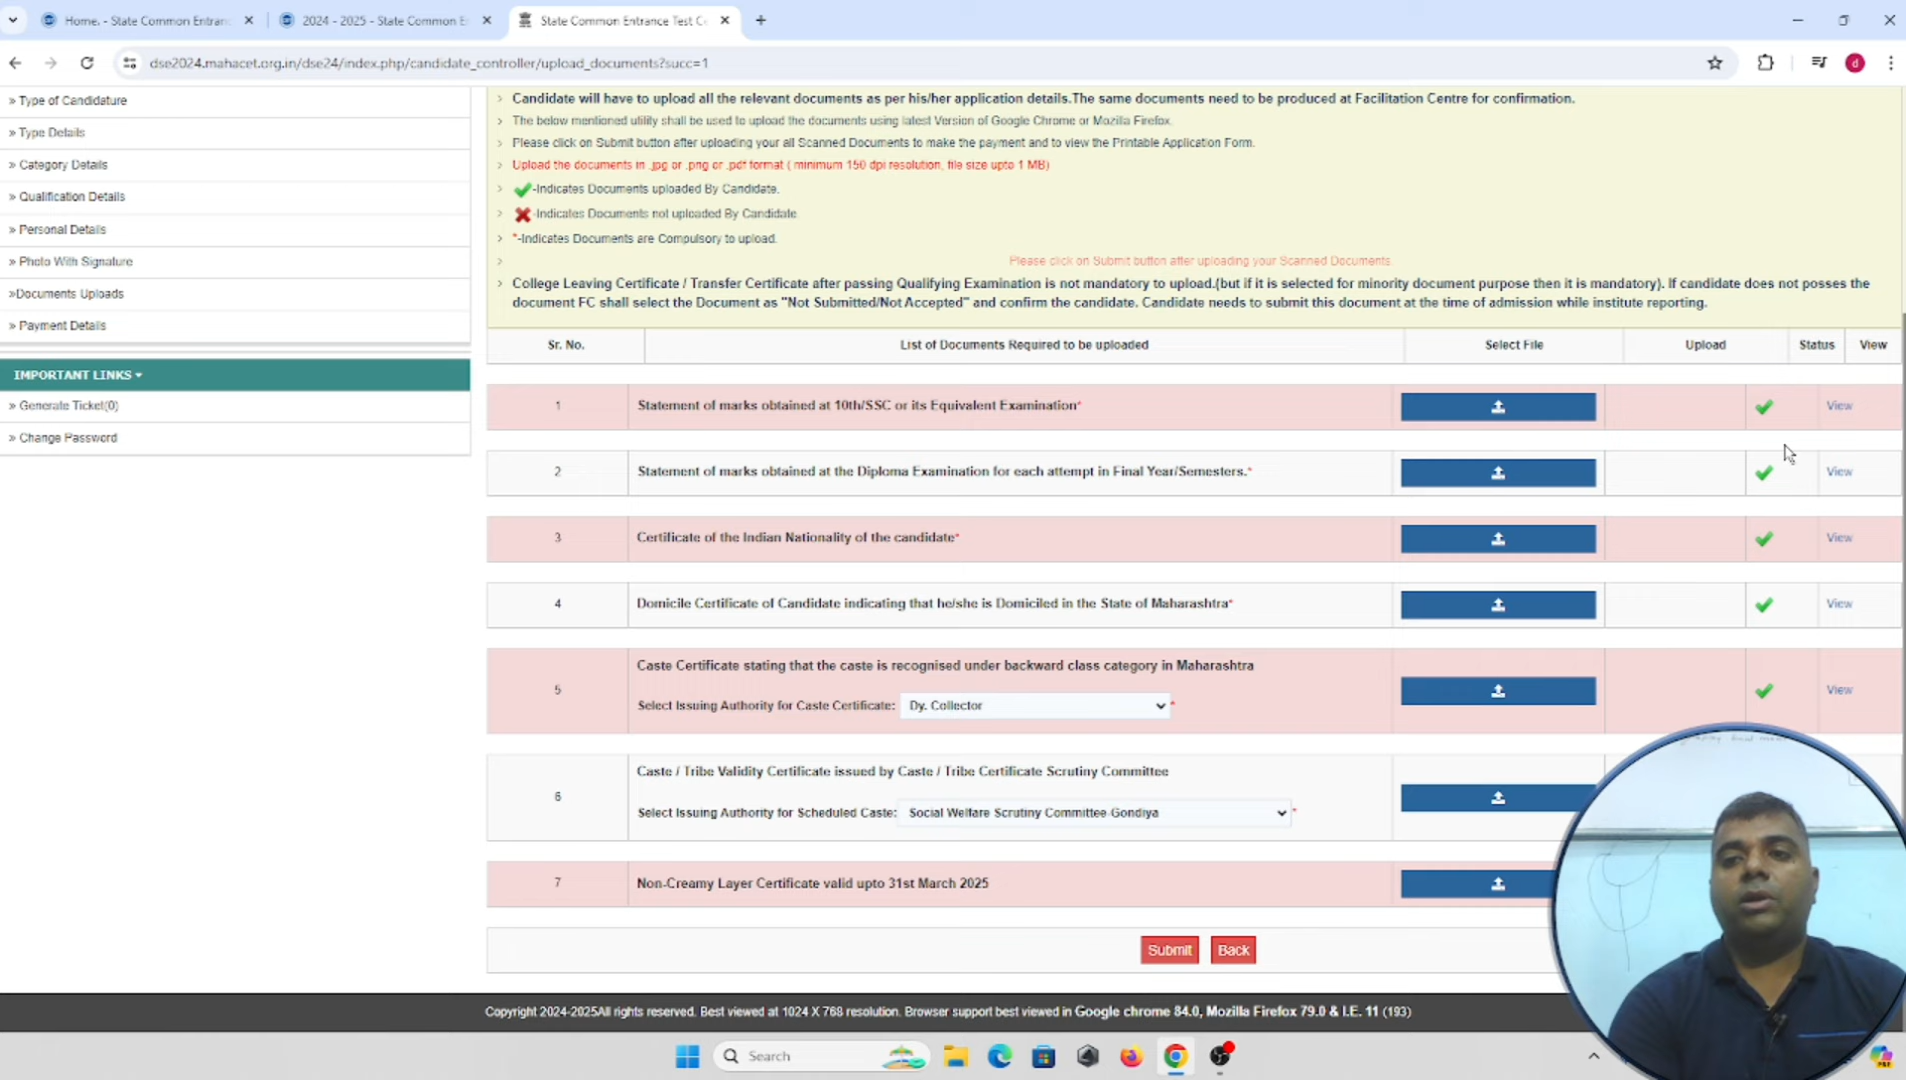 Home. - State Common Entran
2024 - 2025 - State Common E
State Common Entrance Test C
dse2024.mahacet.org.in/dse24/index.php/candidate_controller/upload_documents?succ=1
d
» Type of Candidature
» Type Details
» Category Details
» Qualification Details
» Personal Details
» Photo With Signature
»Documents Uploads
» Payment Details
IMPORTANT LINKS
» Generate Ticket(0)
» Change Password
Candidate will have to upload all the relevant documents as per his/her application details.The same documents need to be produced at Facilitation Centre for confirmation.
The below mentioned utility shall be used to upload the documents using latest Version of Google Chrome or Mozilla Firefox.
Please click on Submit button after uploading your all Scanned Documents to make the payment and to view the Printable Application Form.
Upload the documents in .jpg or .png or .pdf format ( minimum 150 dpi resolution, file size upto 1 MB)
-Indicates Documents uploaded By Candidate.
-Indicates Documents not uploaded By Candidate.
*-Indicates Documents are Compulsory to upload.
Please click on Submit button after uploading your Scanned Documents.
College Leaving Certificate / Transfer Certificate after passing Qualifying Examination is not mandatory to upload.(but if it is selected for minority document purpose then it is mandatory). If candidate does not posses the
document FC shall select the Document as "Not Submitted/Not Accepted" and confirm the candidate. Candidate needs to submit this document at the time of admission while institute reporting.
Sr. No. List of Documents Required to be uploaded Select File Upload Status View
1 Statement of marks obtained at 10th/SSC or its Equivalent Examination* View
2 Statement of marks obtained at the Diploma Examination for each attempt in Final Year/Semesters.* View
3 Certificate of the Indian Nationality of the candidate* View
4 Domicile Certificate of Candidate indicating that he/she is Domiciled in the State of Maharashtra* View
5 Caste Certificate stating that the caste is recognised under backward class category in Maharashtra View
Select Issuing Authority for Caste Certificate: Dy. Collector *
6 Caste / Tribe Validity Certificate issued by Caste / Tribe Certificate Scrutiny Committee
Select Issuing Authority for Scheduled Caste: Social Welfare Scrutiny Committee-Gondiya *
7 Non-Creamy Layer Certificate valid upto 31st March 2025
Submit Back
Copyright 2024-2025All rights reserved. Best viewed at 1024 X 768 resolution. Browser support best viewed in Google chrome 84.0, Mozilla Firefox 79.0 & I.E. 11 (193)
Search